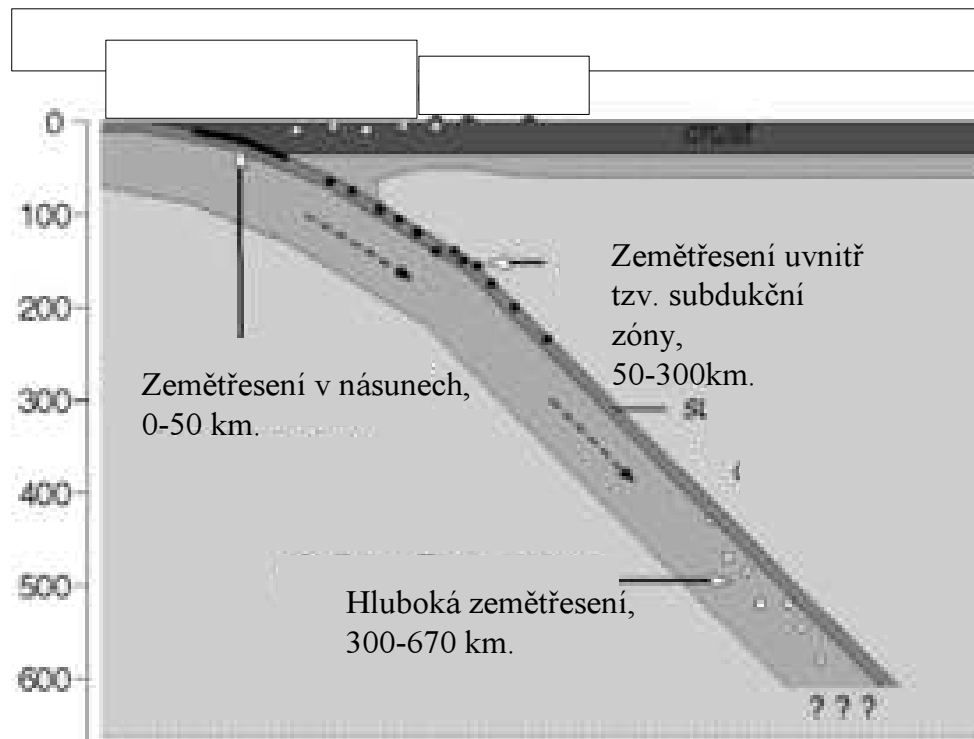 0
crust
100
200
300
400
500
600
Zemětřesení uvnitř
tzv. subdukční
zóny,
50-300km.
Zemětřesení v násunech,
0-50 km.
Hluboká zemětřesení,
300-670 km.
? ? ?